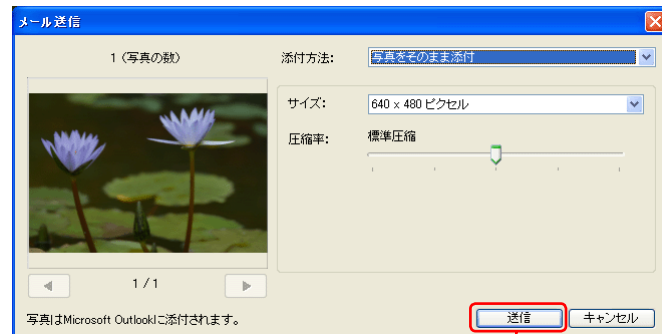 メール送信
1 (写真の数)
添付方法: 写真をそのまま添付
サイズ: 640 x 480 ピクセル
圧縮率: 標準圧縮
1 / 1
写真はMicrosoft Outlookに添付されます。
送信 キャンセル